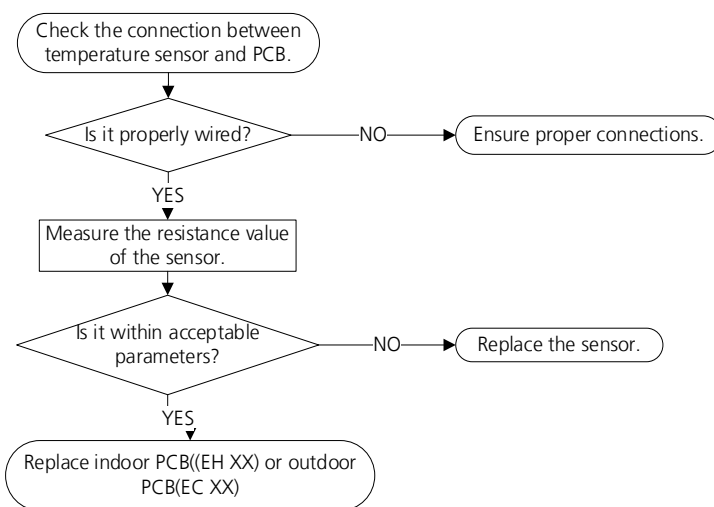 Check the connection between
temperature sensor and PCB.
Is it properly wired?
NO
Ensure proper connections.
YES
Measure the resistance value
of the sensor.
Is it within acceptable
parameters?
NO
Replace the sensor.
YES
Replace indoor PCB((EH XX) or outdoor
PCB(EC XX)